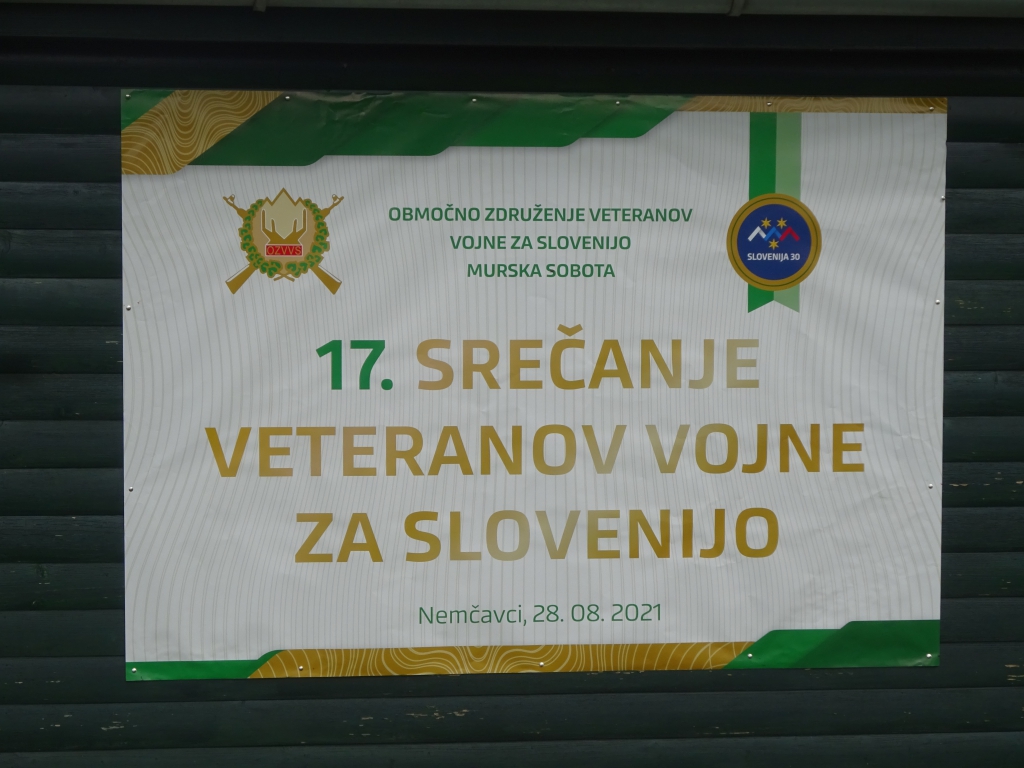 OBMOČNO ZDRUŽENJE VETERANOV
VOJNE ZA SLOVENIJO
MURSKA SOBOTA
OZVVS
SLOVENIJA 30
17. SREČANJE
VETERANOV VOJNE
ZA SLOVENIJO
Nemčavci, 28. 08. 2021